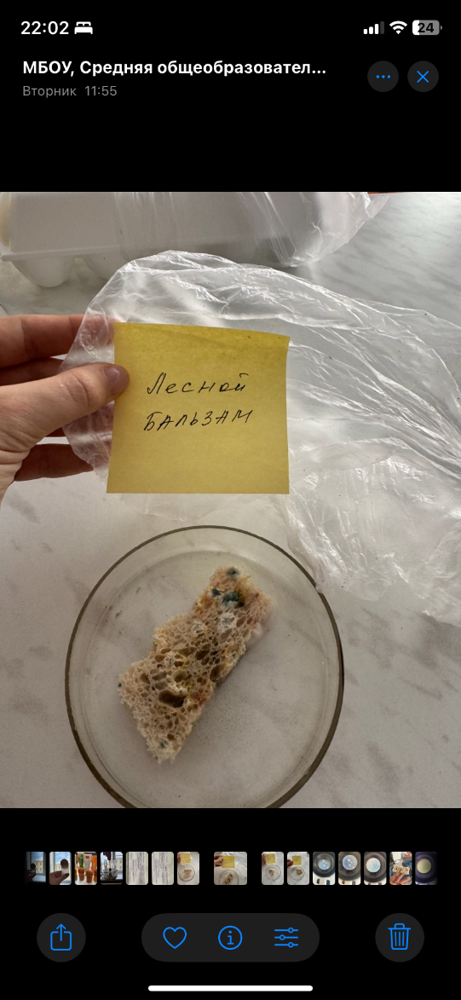 22:02
24
МБОУ, Средняя общеобразовател...
Вторник 11:55
Лесной
БАЛЬЗАМ